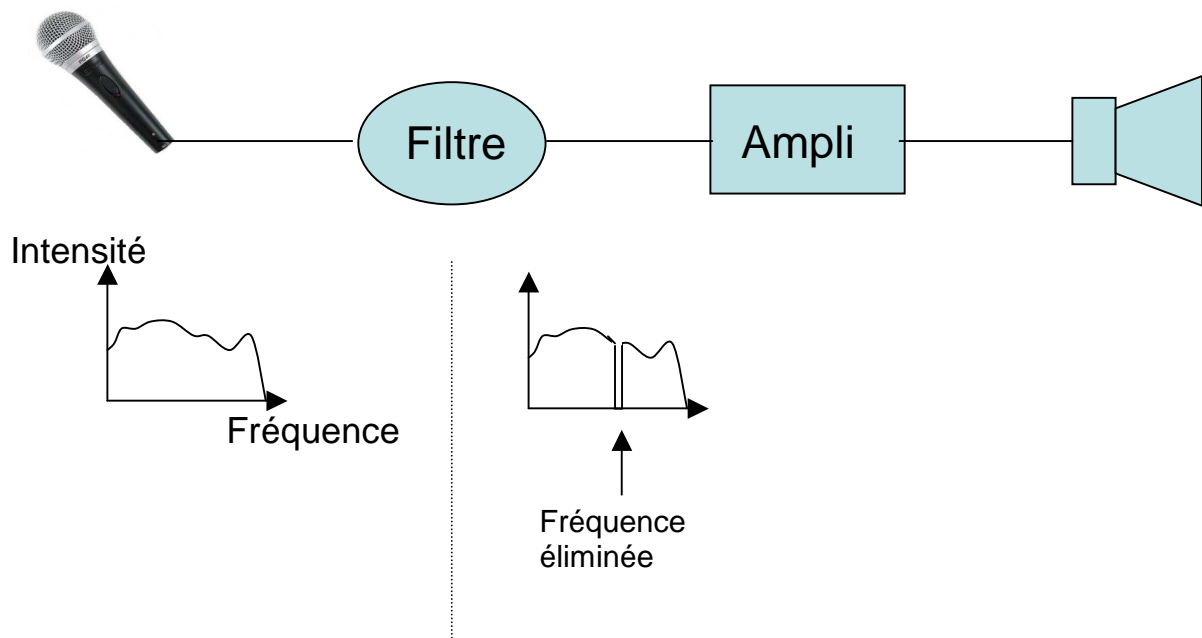 Filtre
Ampli
Intensité
Fréquence
Fréquence
éliminée